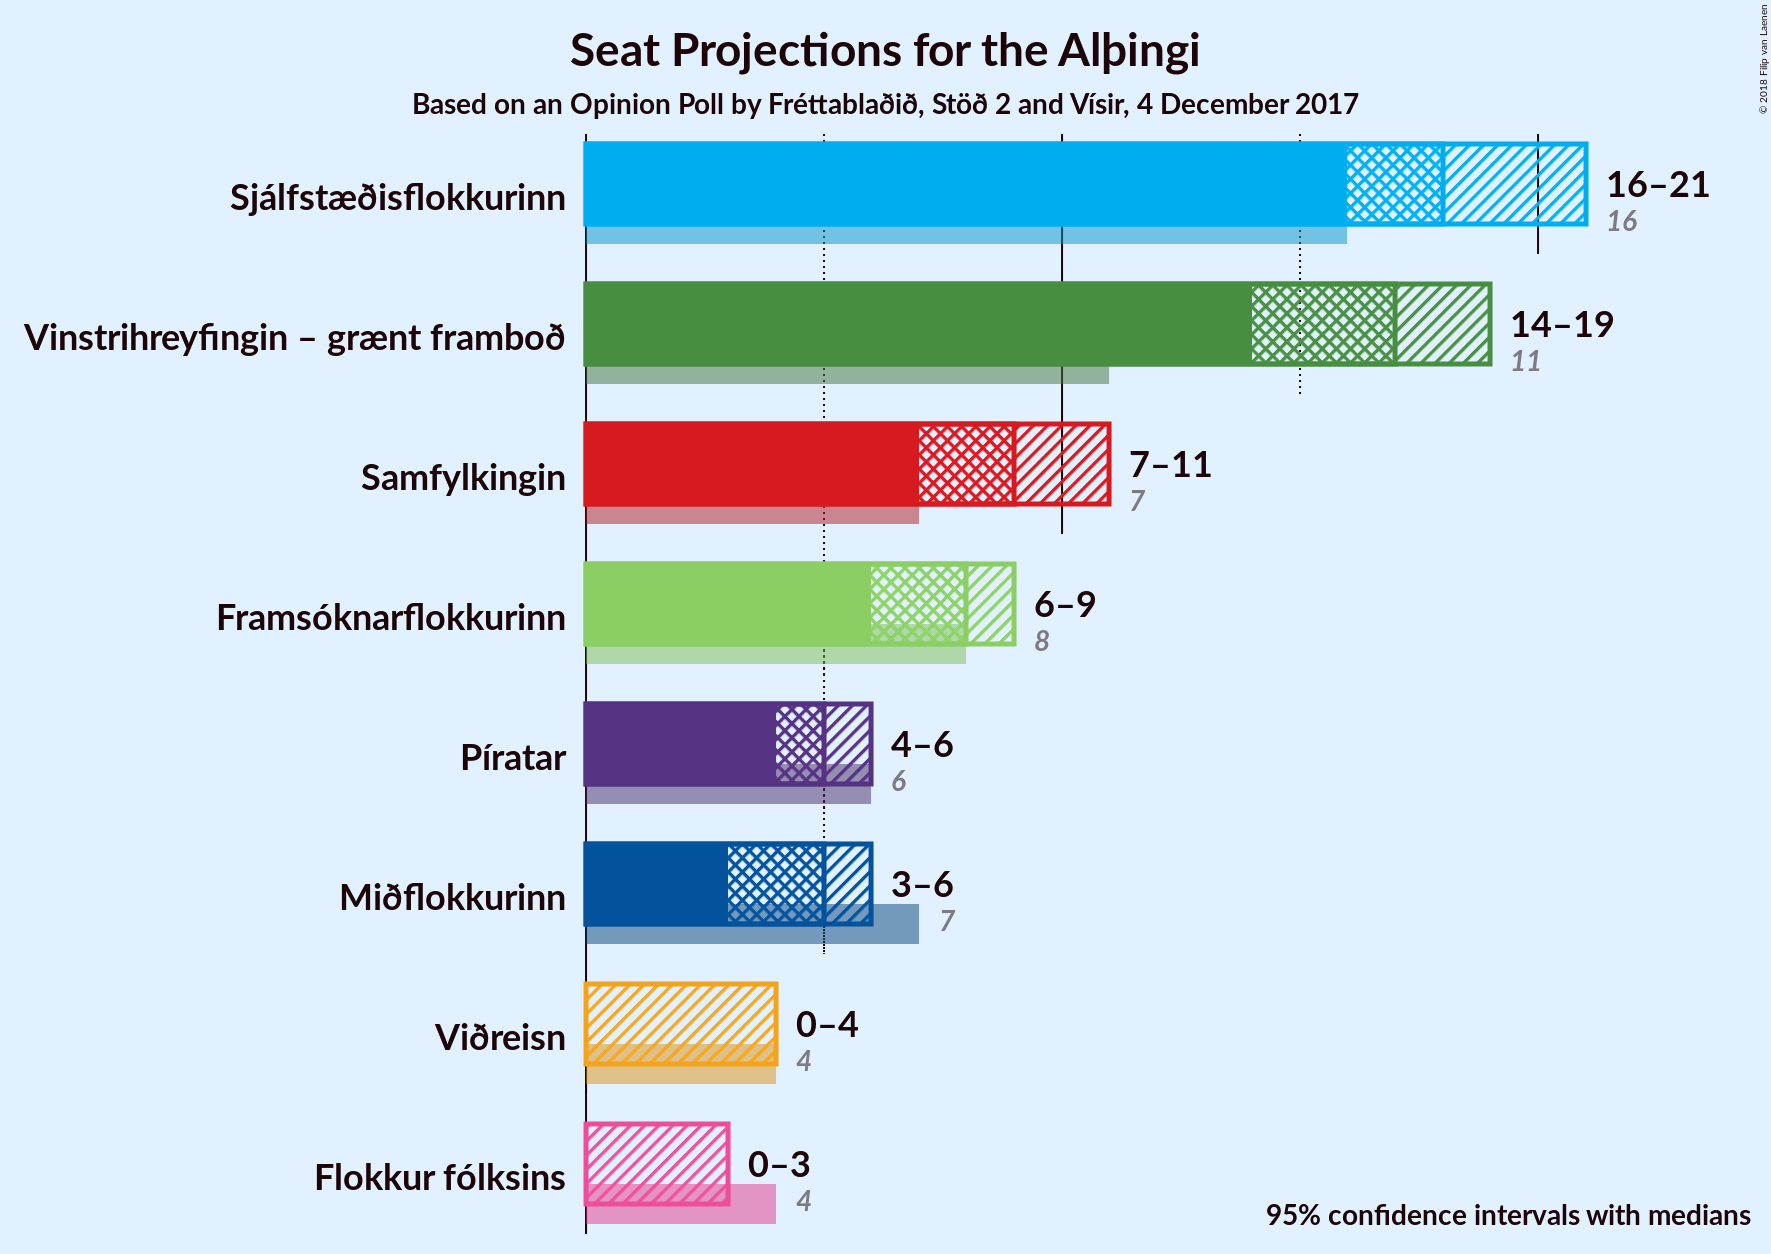 Seat Projections for the Alþingi
Based on an Opinion Poll by Fréttablaðið, Stöð 2 and Vísir, 4 December 2017
© 2018 Filip van Laenen
Sjálfstæðisflokkurinn
16–21
16
Vinstrihreyfingin – grænt framboð
14–19
11
Samfylkingin
7–11
7
Framsóknarflokkurinn
6–9
8
Píratar
4–6
6
Miðflokkurinn
3–6
7
Viðreisn
0–4
4
Flokkur fólksins
0–3
4
95% confidence intervals with medians